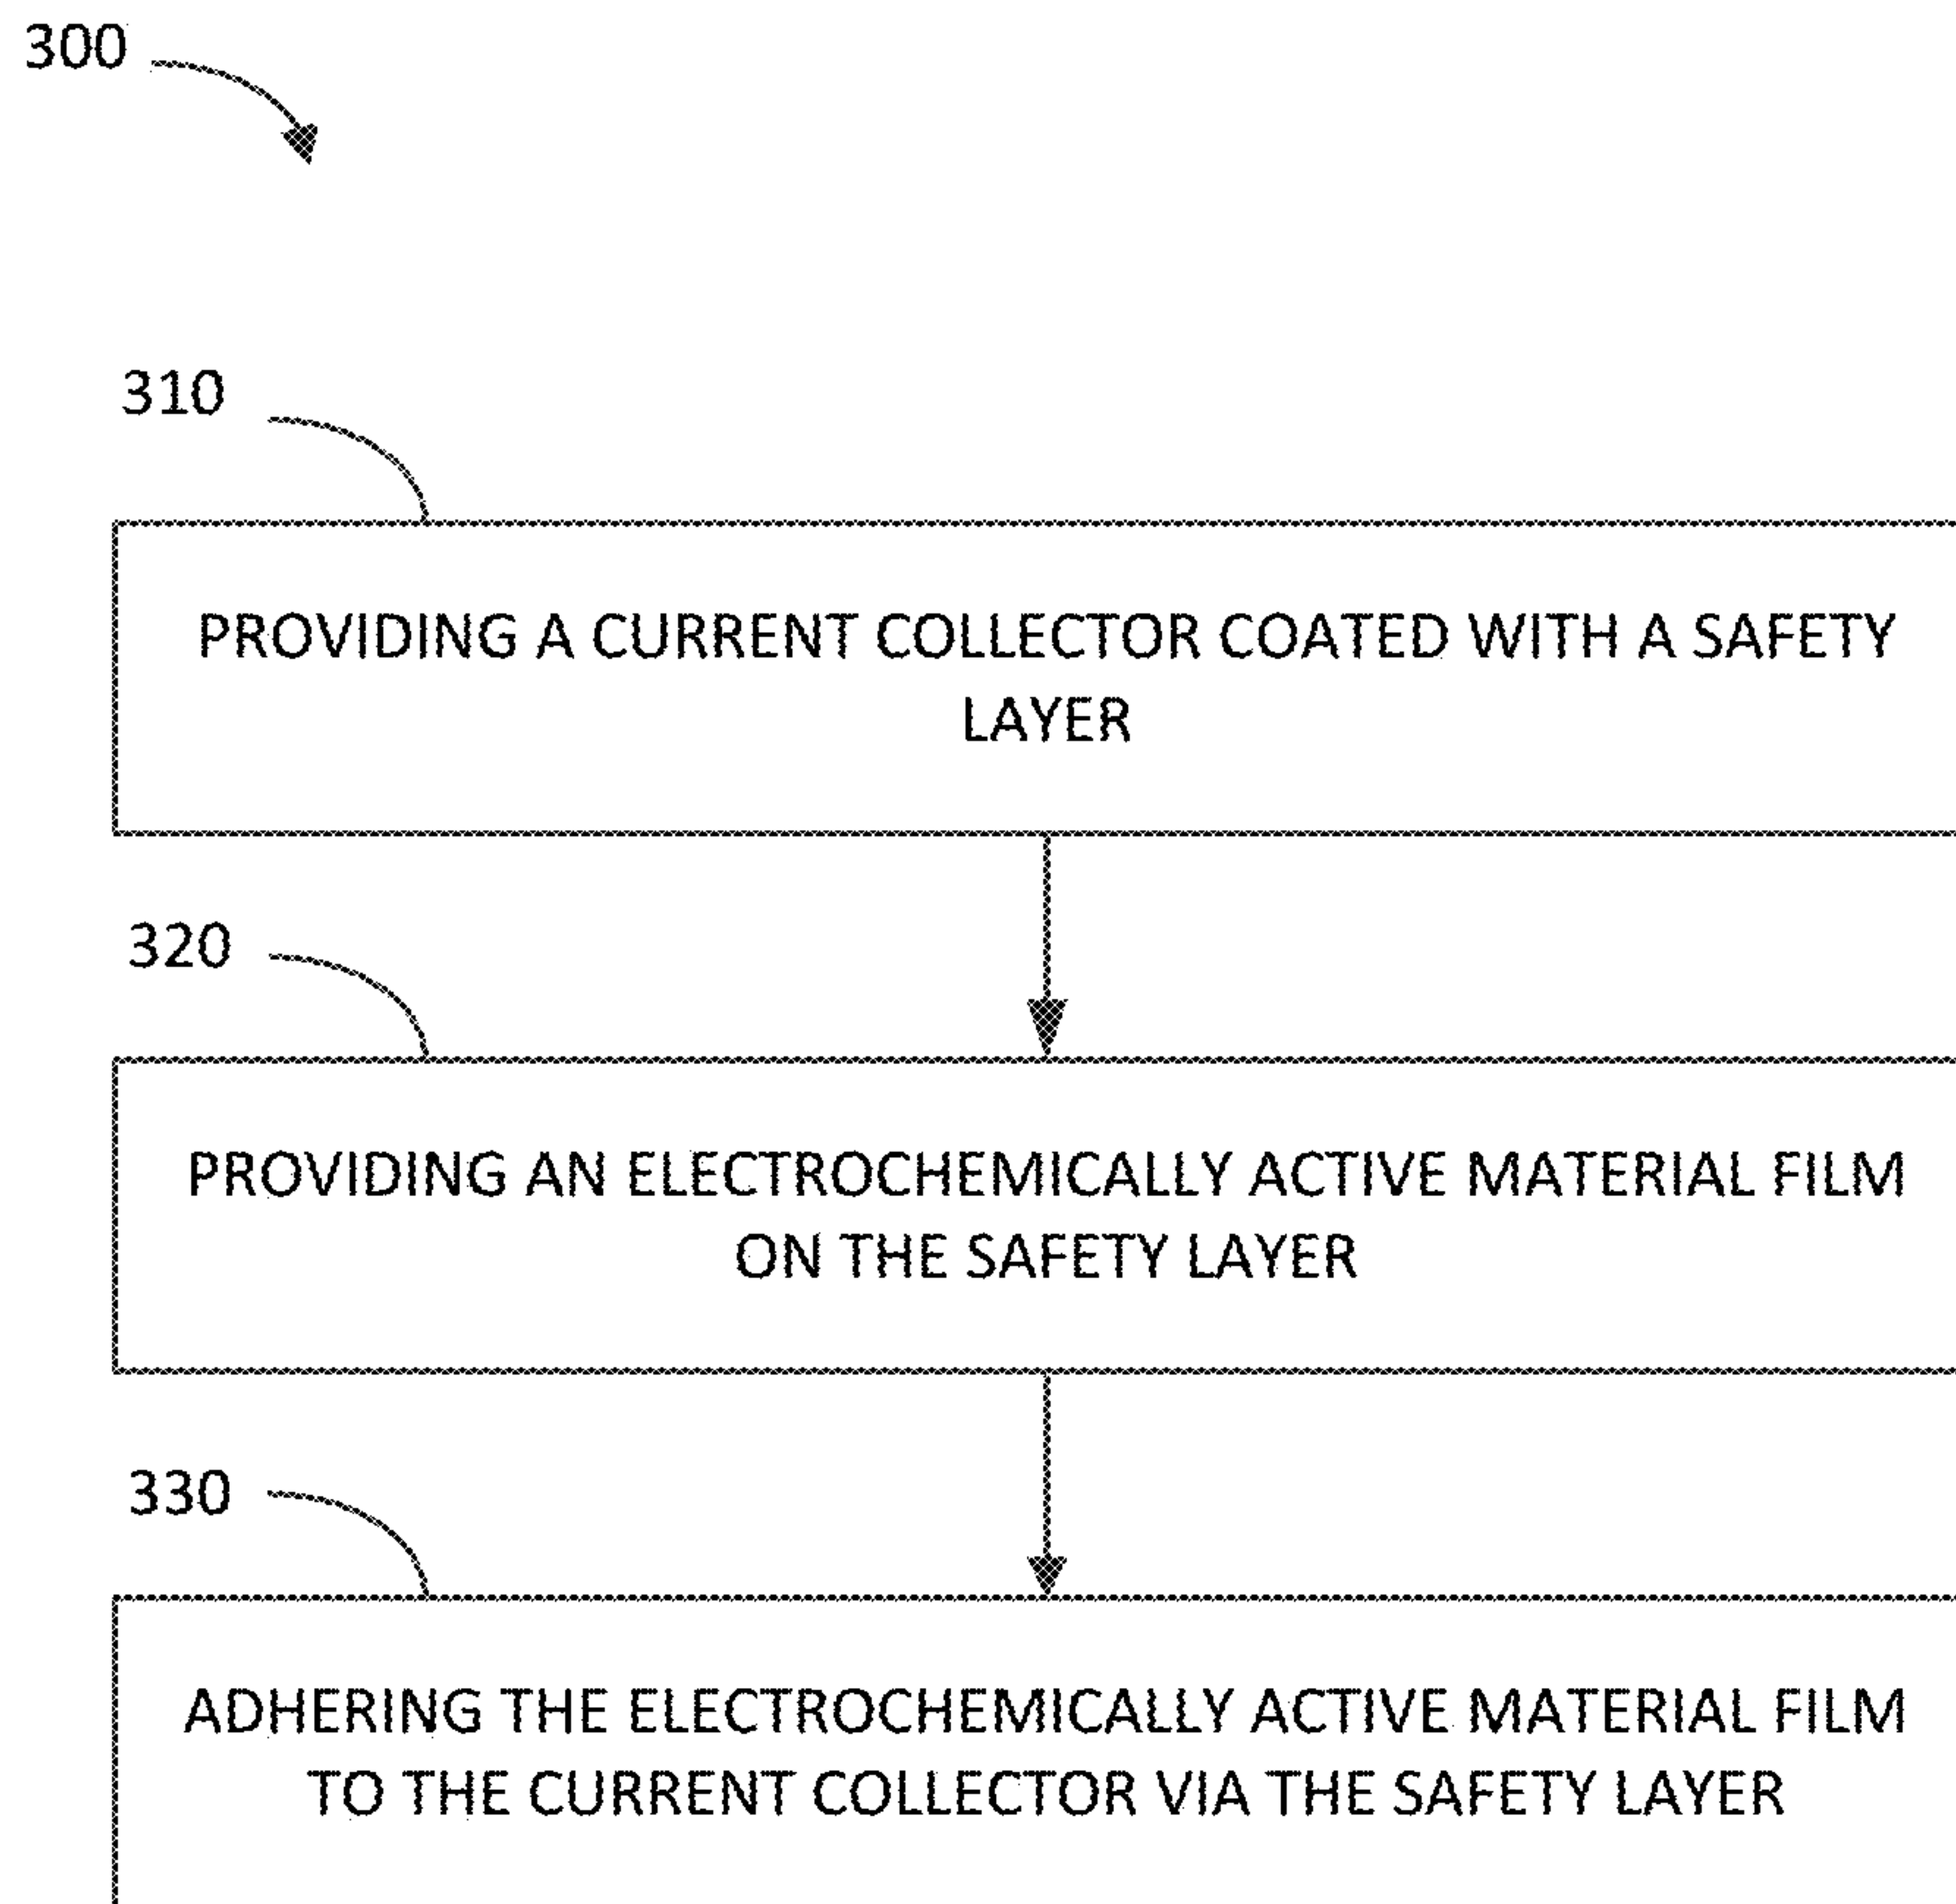 300
310
PROVIDING A CURRENT COLLECTOR COATED WITH A SAFETY
LAYER
320
PROVIDING AN ELECTROCHEMICALLY ACTIVE MATERIAL FILM
ON THE SAFETY LAYER
330
ADHERING THE ELECTROCHEMICALLY ACTIVE MATERIAL FILM
TO THE CURRENT COLLECTOR VIA THE SAFETY LAYER